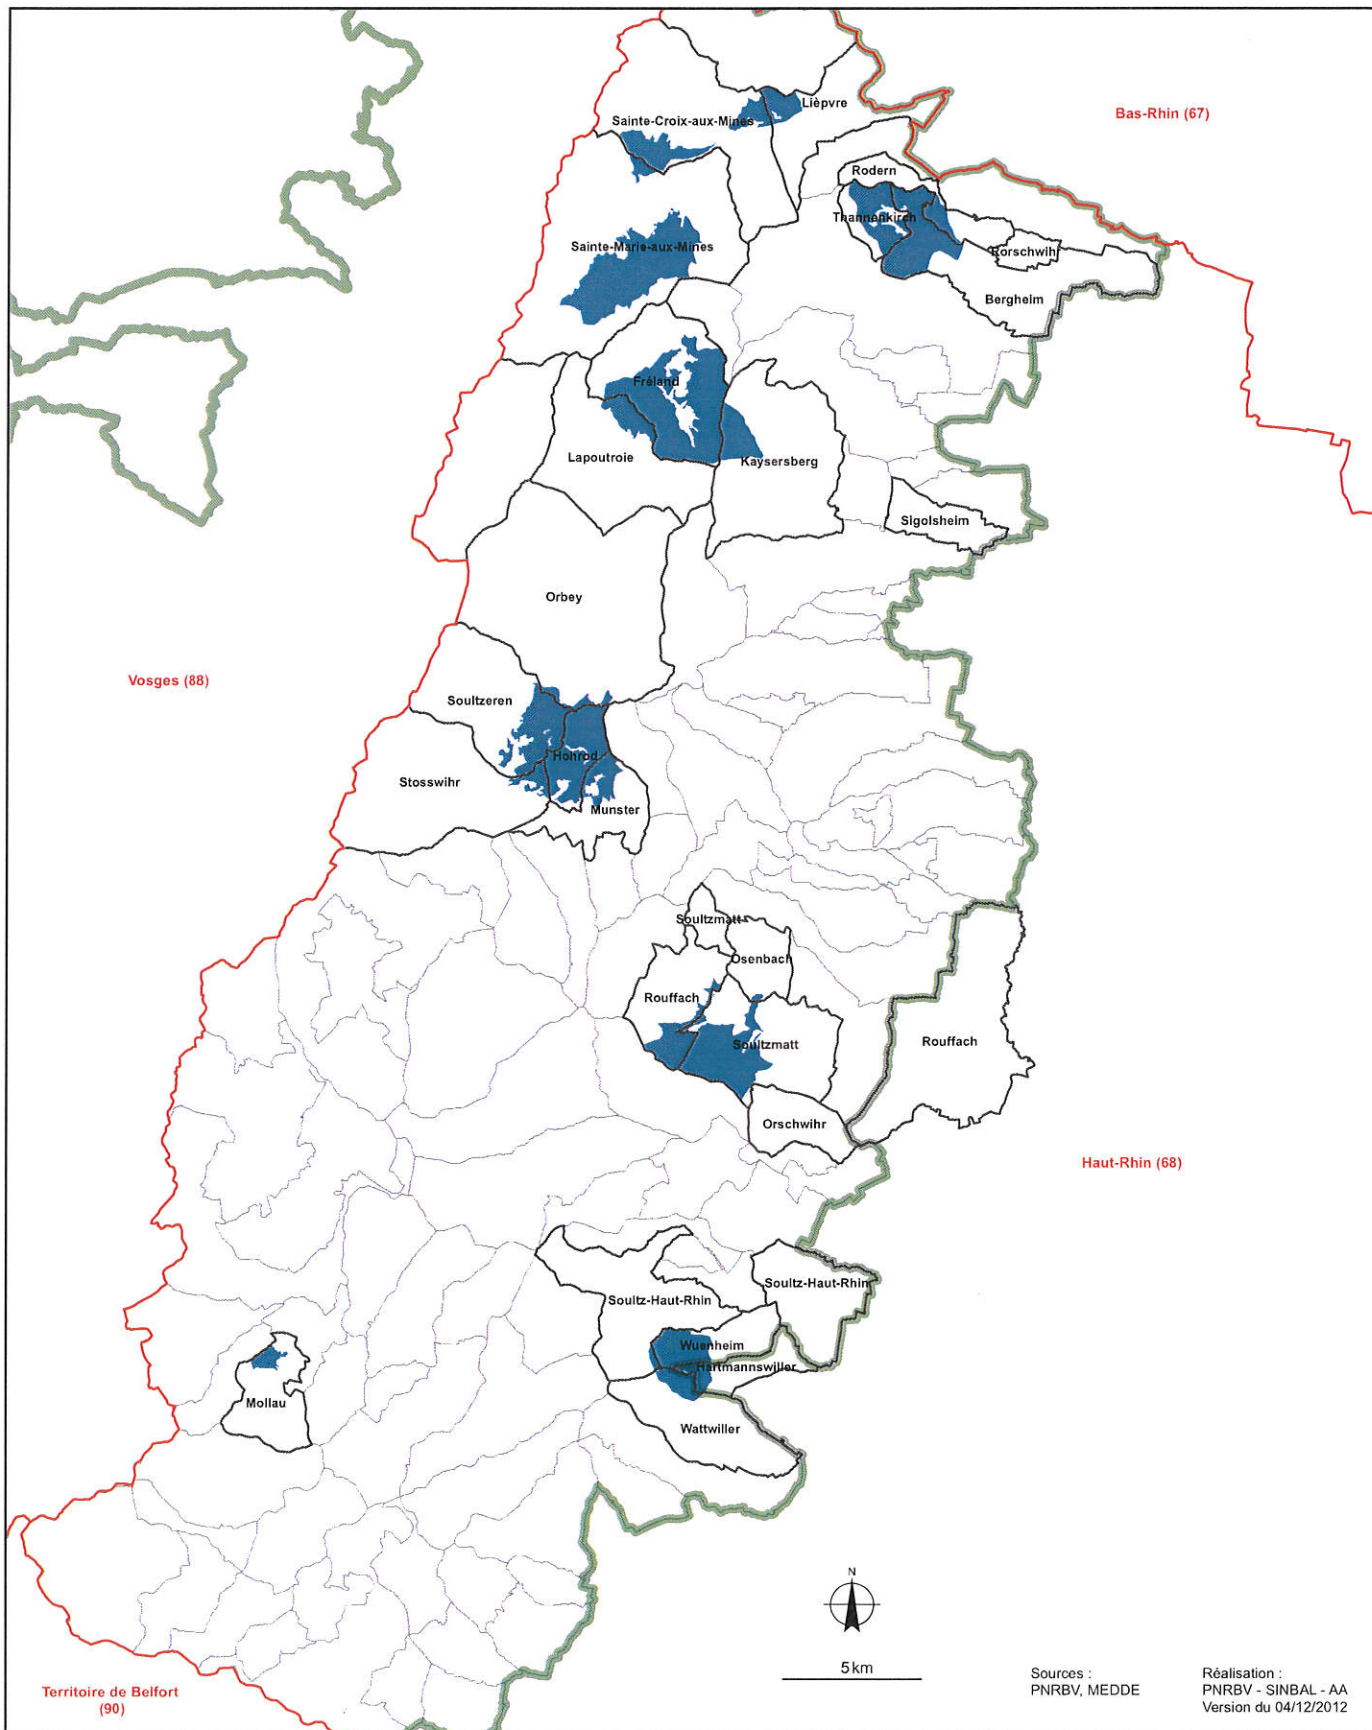 Lièpvre
Bas-Rhin (67)
Sainte-Croix-aux-Mines
Rodern
Thannenkirch
Sainte-Marie-aux-Mines
Rorschwihr
Bergheim
Fréland
Lapoutroie
Kaysersberg
Sigolsheim
Orbey
Vosges (88)
Soultzeren
Hohrod
Stosswihr
Munster
Soultzmatt
Osenbach
Rouffach
Soultzmatt
Rouffach
Orschwihr
Haut-Rhin (68)
Soultz-Haut-Rhin
Soultz-Haut-Rhin
Wuenheim
Hartmannswiller
Mollau
Wattwiller
N
5 km
Territoire de Belfort
(90)
Sources :
PNRBV, MEDDE
Réalisation :
PNRBV - SINBAL - AA
Version du 04/12/2012